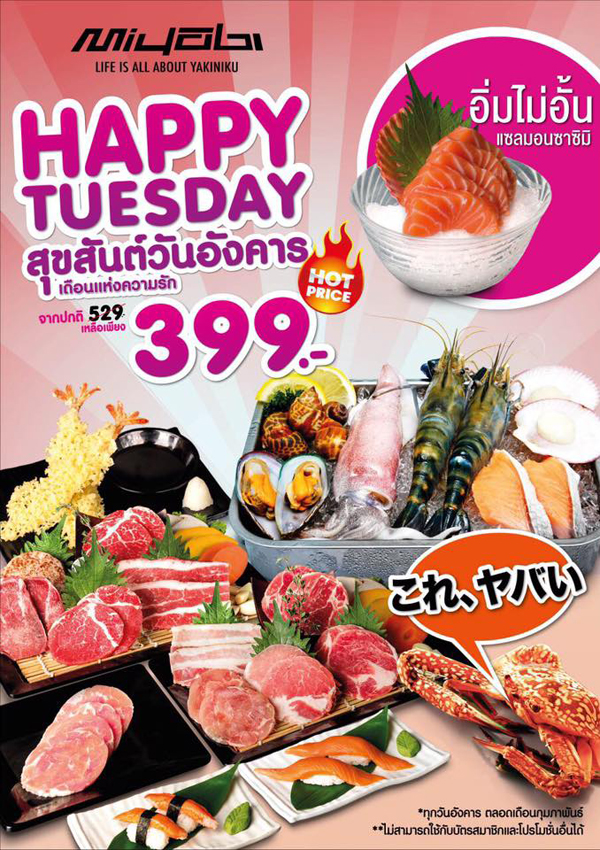 Miyabi
LIFE IS ALL ABOUT YAKINIKU
HAPPY
TUESDAY
สุขสันต์วันอังคาร
เดือนแห่งความรัก
จากปกติ 529.-
เหลือเพียง
399.-
HOT
PRICE
อิ่มไม่อั้น
แซลมอนซาซิมิ
これ、ヤバい
*ทุกวันอังคาร ตลอดเดือนกุมภาพันธ์
**ไม่สามารถใช้กับบัตรสมาชิกและโปรโมชั่นอื่นได้